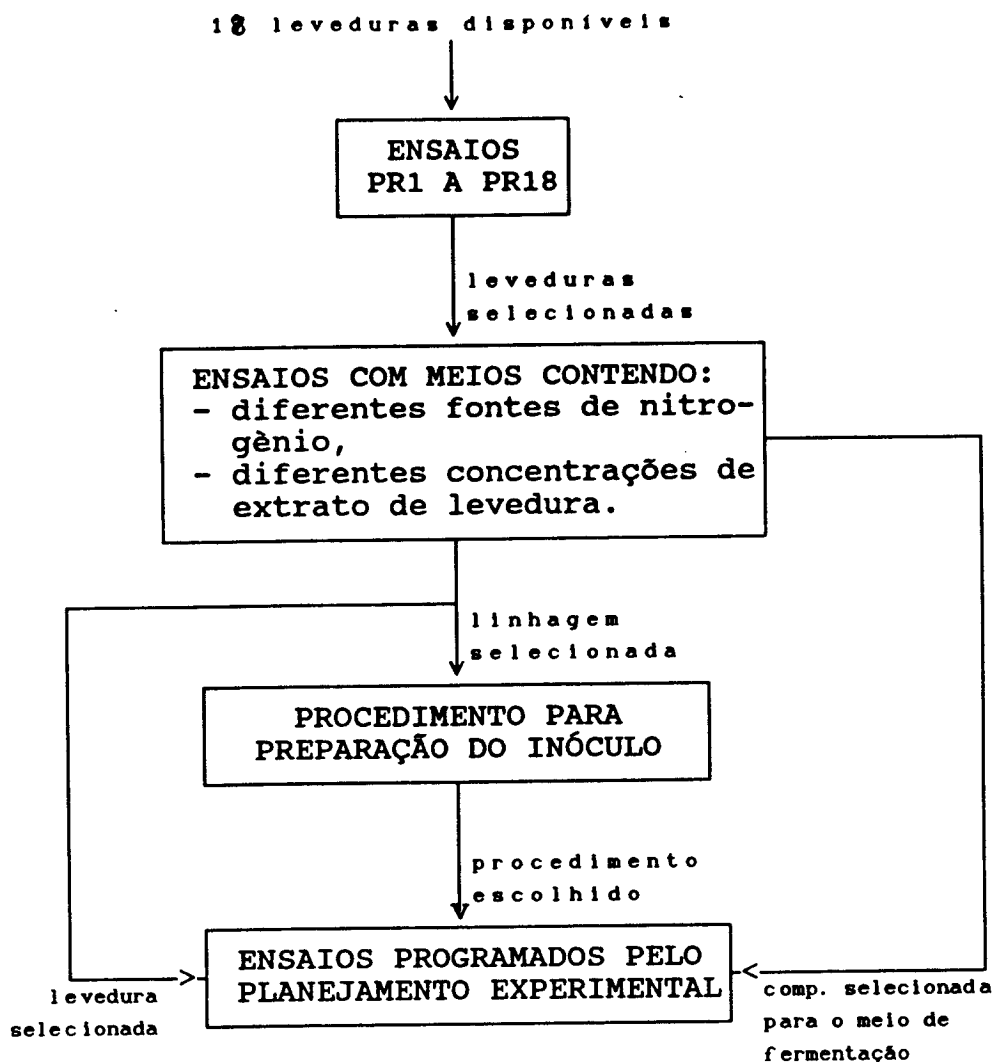 18 leveduras disponíveis
ENSAIOS
PR1 A PR18
leveduras
selecionadas
ENSAIOS COM MEIOS CONTENDO:
- diferentes fontes de nitro-
gènio,
- diferentes concentrações de
extrato de levedura.
linhagem
selecionada
PROCEDIMENTO PARA
PREPARAÇÃO DO INÓCULO
procedimento
escolhido
ENSAIOS PROGRAMADOS PELO
PLANEJAMENTO EXPERIMENTAL
levedura
selecionada
comp. selecionada
para o meio de
fermentação